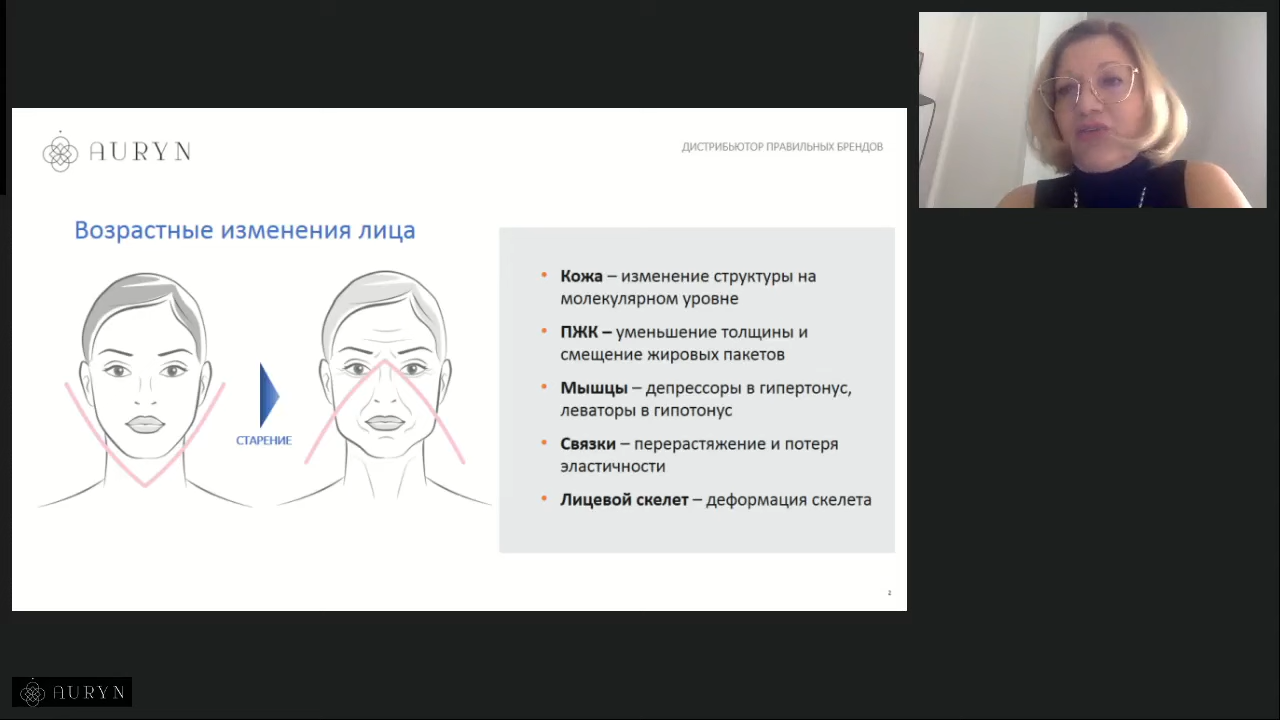 AURYN
ДИСТРИБЬЮТОР ПРАВИЛЬНЫХ БРЕНДОВ
Возрастные изменения лица
СТАРЕНИЕ
• Кожа – изменение структуры на
молекулярном уровне
• ПЖК – уменьшение толщины и
смещение жировых пакетов
• Мышцы – депрессоры в гипертонус,
леваторы в гипотонус
• Связки – перерастяжение и потеря
эластичности
• Лицевой скелет – деформация скелета
2
AURYN